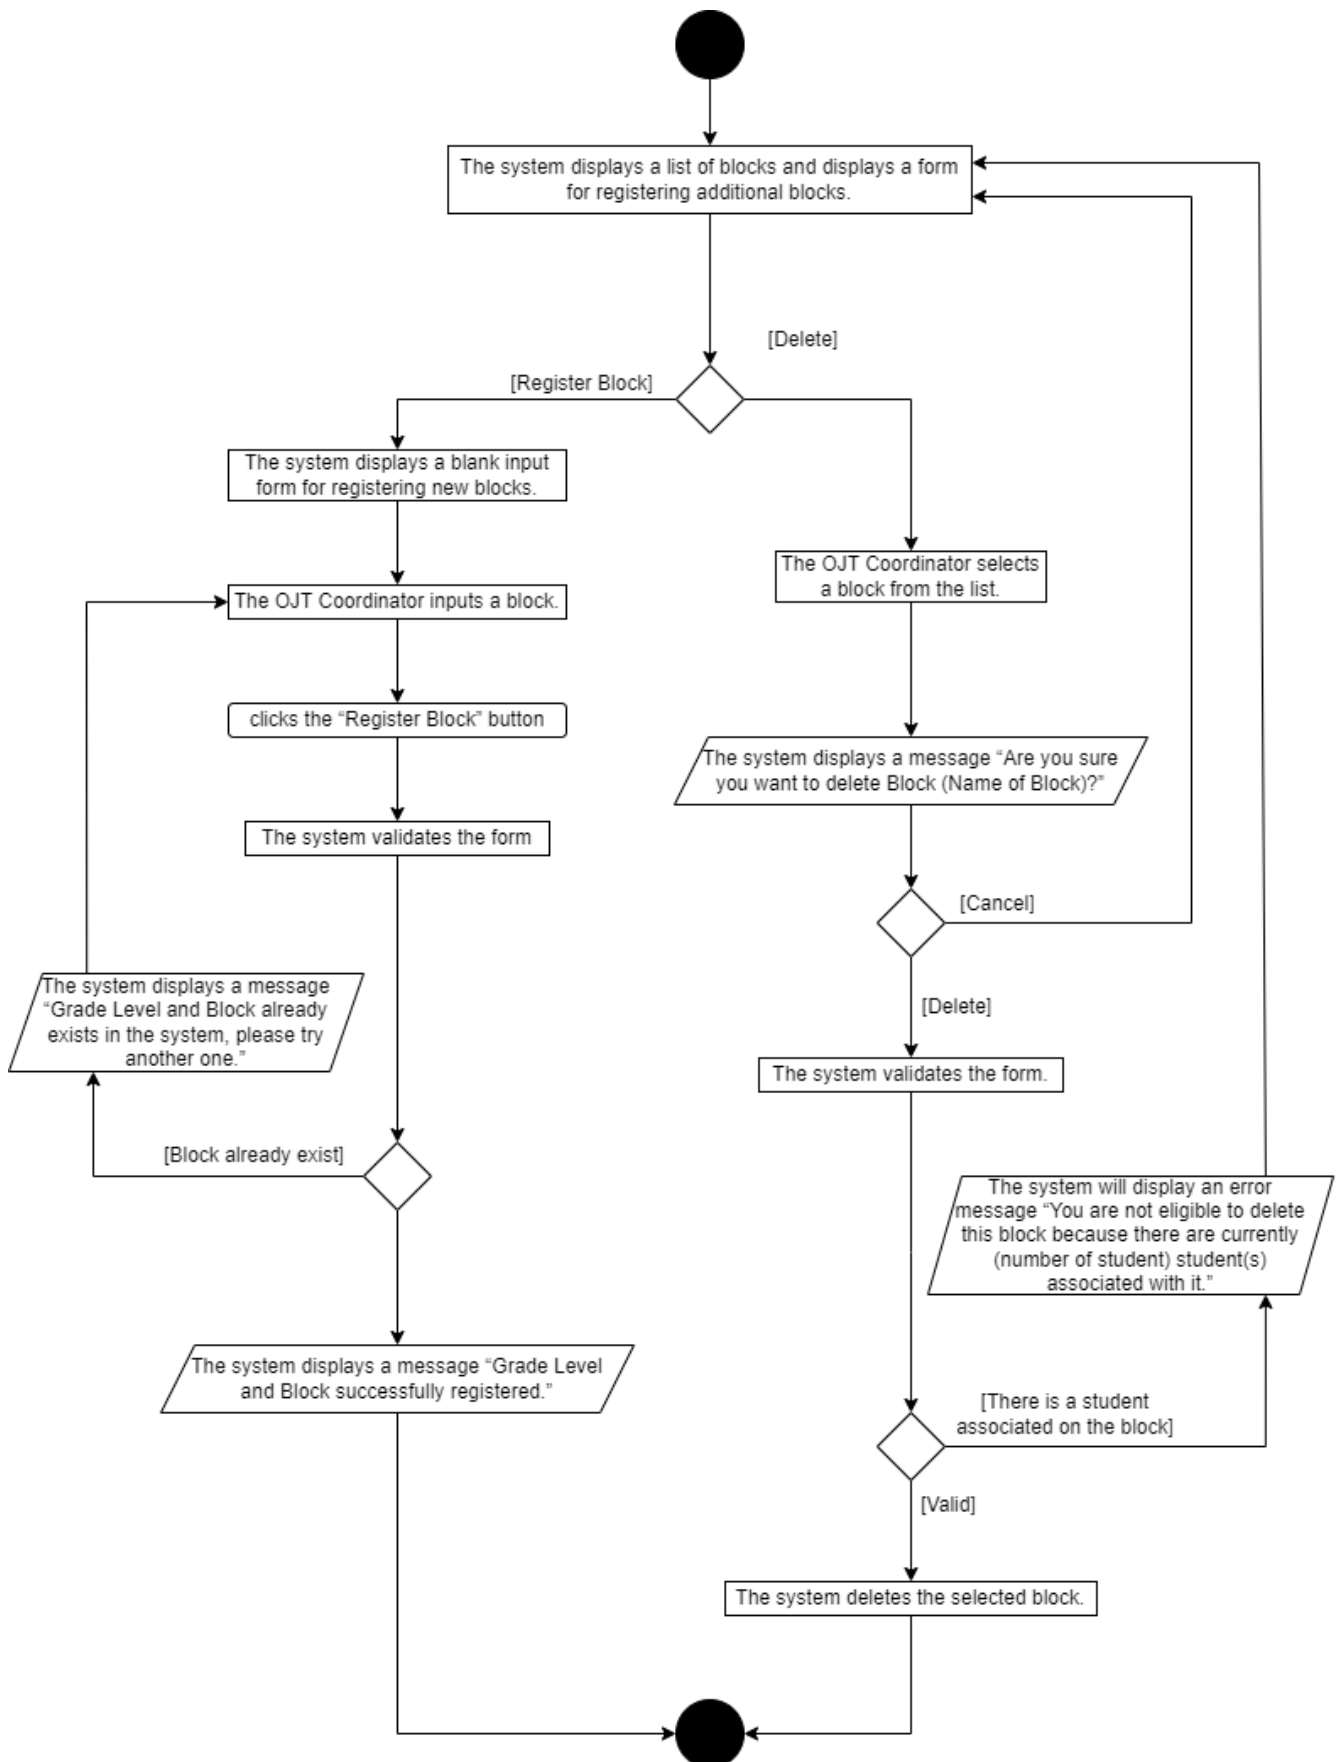 The system displays a list of blocks and displays a form
for registering additional blocks.
[Delete]
[Register Block]
The system displays a blank input
form for registering new blocks.
The OJT Coordinator selects
a block from the list.
The OJT Coordinator inputs a block.
clicks the “Register Block” button
The system displays a message “Are you sure
you want to delete Block (Name of Block)?”
The system validates the form
[Cancel]
The system displays a message
“Grade Level and Block already
exists in the system, please try
another one.”
[Delete]
The system validates the form.
[Block already exist]
The system will display an error
message “You are not eligible to delete
this block because there are currently
(number of student) student(s)
associated with it.”
The system displays a message “Grade Level
and Block successfully registered.”
[There is a student
associated on the block]
[Valid]
The system deletes the selected block.